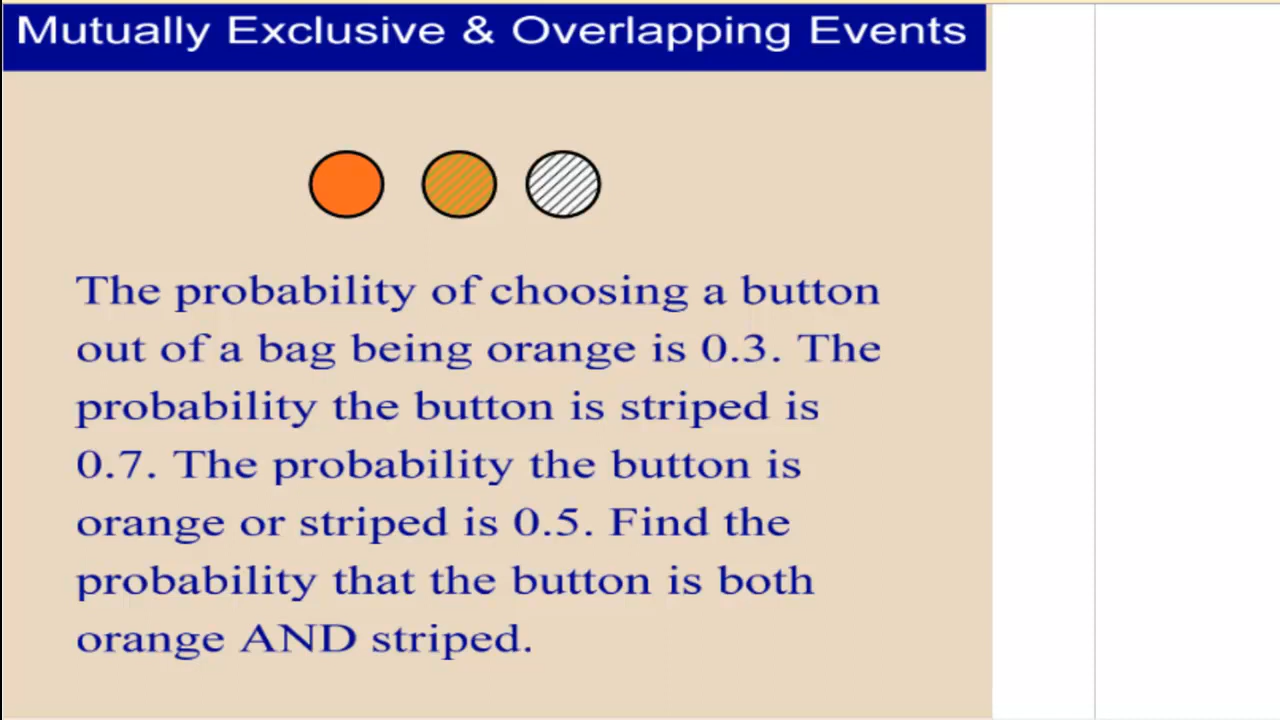 Mutually Exclusive & Overlapping Events
The probability of choosing a button
out of a bag being orange is 0.3. The
probability the button is striped is
0.7. The probability the button is
orange or striped is 0.5. Find the
probability that the button is both
orange AND striped.